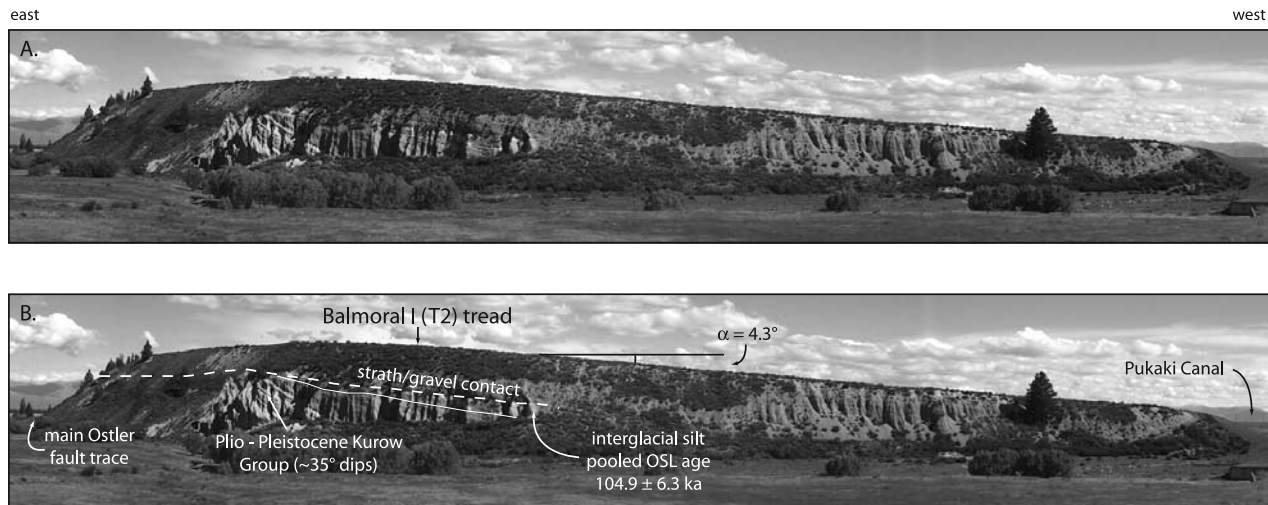 east
west
A.
B.
Balmoral I (T2) tread
α = 4.3°
strath/gravel contact
Pukaki Canal
main Ostler
fault trace
Plio - Pleistocene Kurow
Group (~35° dips)
interglacial silt
pooled OSL age
104.9 ± 6.3 ka